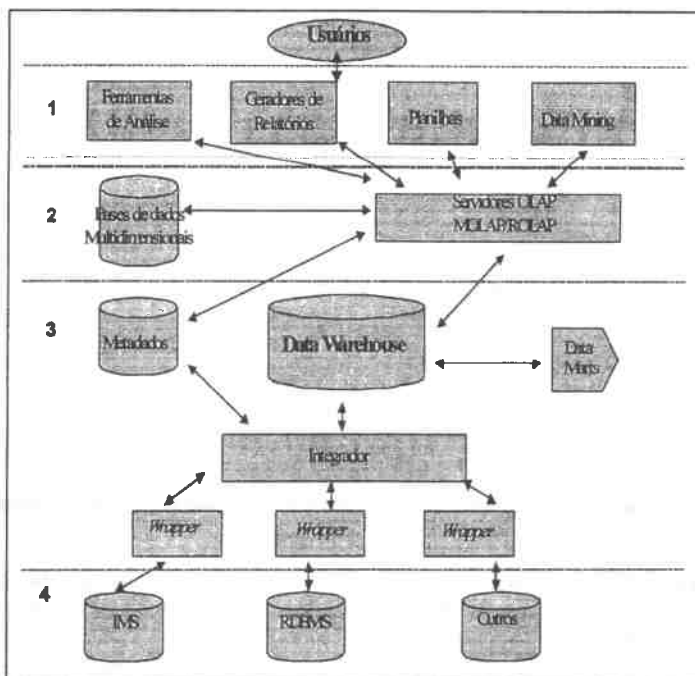 Usuários
1
Ferramentas
de Análise
Geradores de
Relatórios
Planilhas
Data Mining
2
Bases de dados
Multidimensionais
Servidores OLAP
MOLAP/ROLAP
3
Metadados
Data Warehouse
Data
Marts
Integrador
Wrapper
Wrapper
Wrapper
4
IMS
RDBMS
Outros